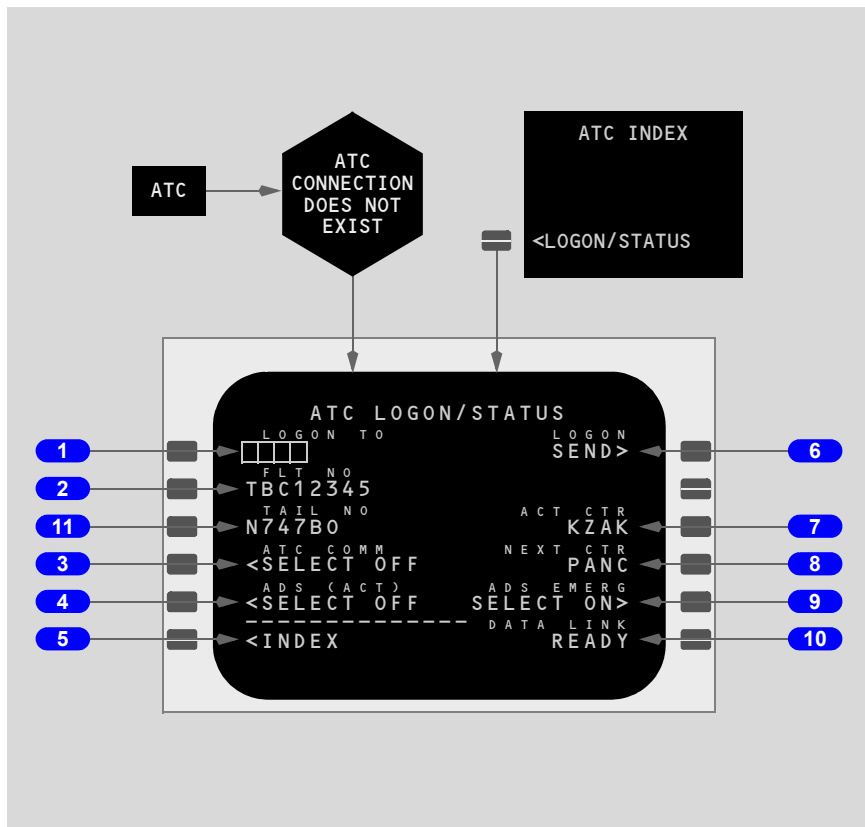 ATC
ATC
CONNECTION
DOES NOT
EXIST
ATC INDEX
<LOGON/STATUS
ATC LOGON/STATUS
LOGON TO LOGON
1 SEND> 6
FLT NO
2 TBC12345
TAIL NO ACT CTR
11 N747BO KZAK 7
ATC COMM NEXT CTR
3 <SELECT OFF PANC 8
ADS (ACT) ADS EMERG
4 <SELECT OFF SELECT ON> 9
-------------- DATA LINK
5 <INDEX READY 10